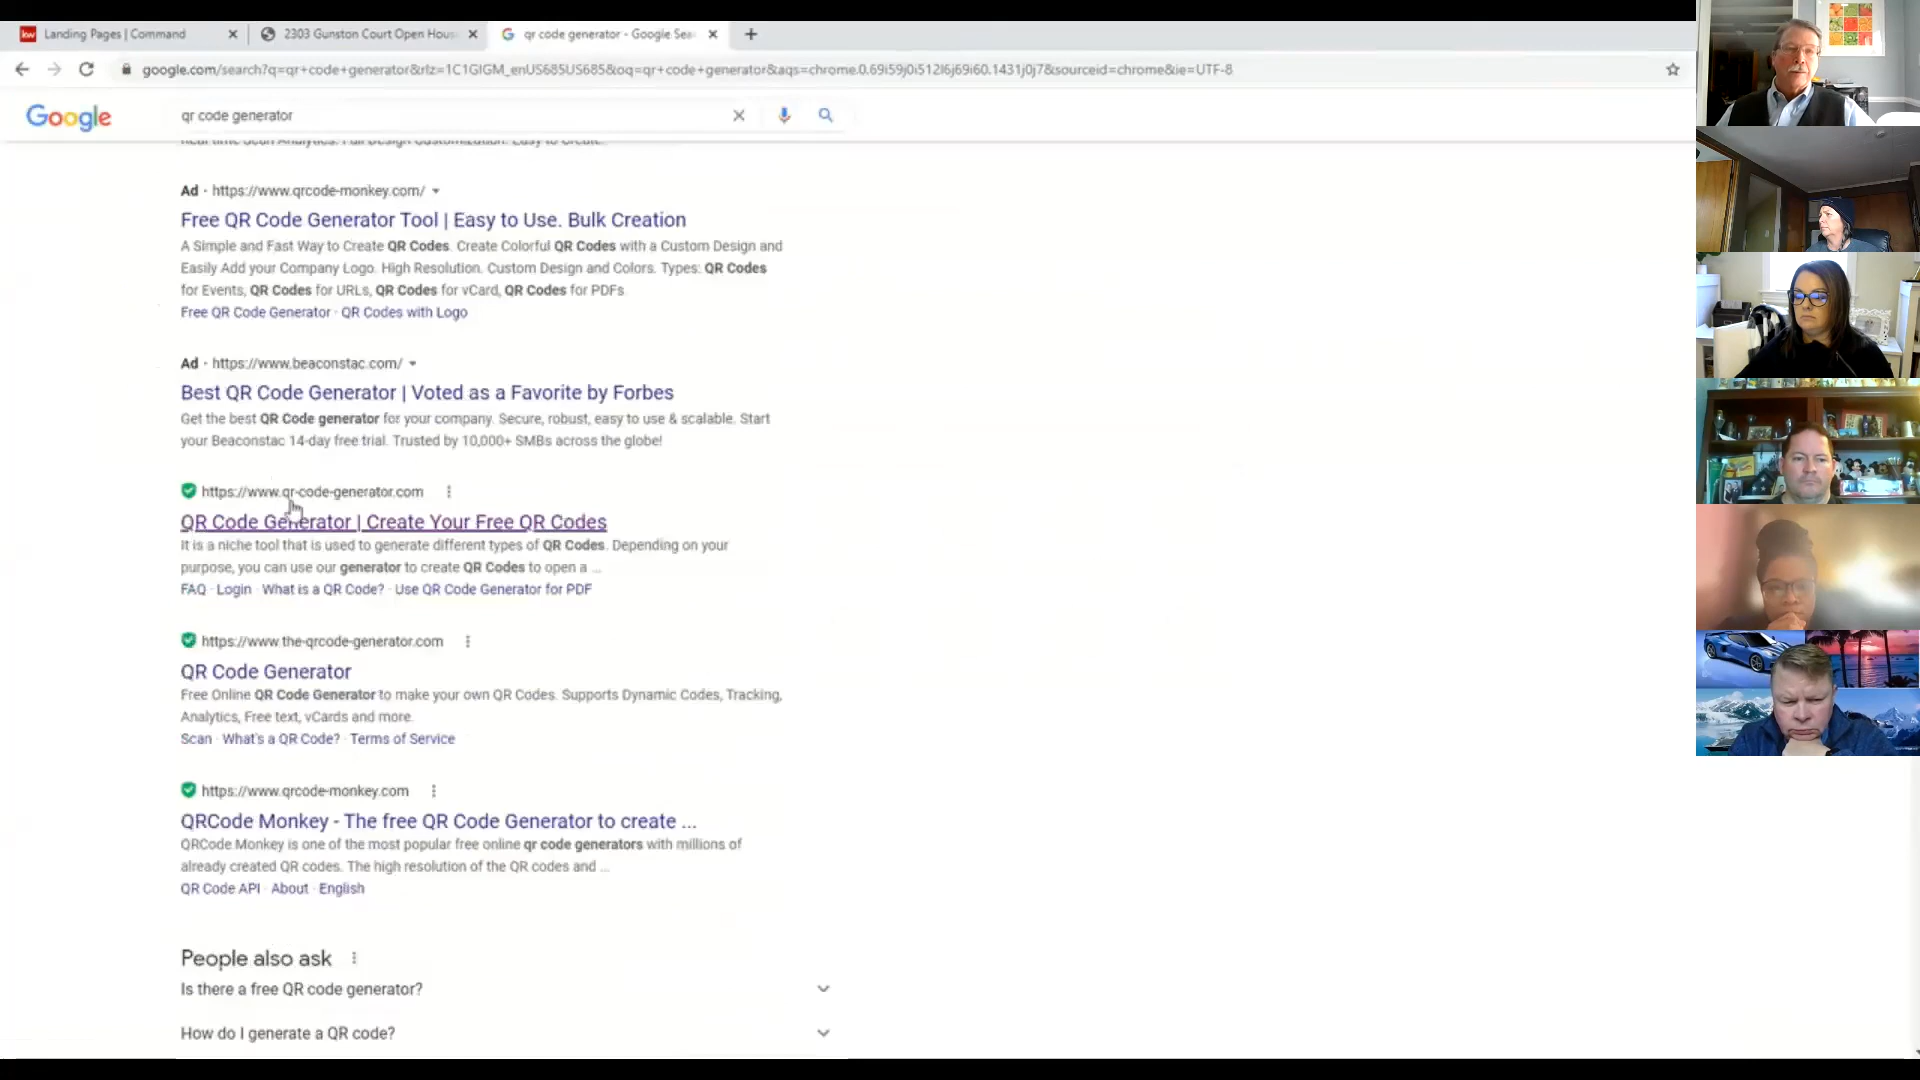 kw Landing Pages | Command
2303 Gunston Court Open Hous
qr code generator - Google Sea
google.com/search?q=qr+code+generator&rlz=1C1GIGM_enUS685US685&oq=qr+code+generator&aqs=chrome.0.69i59j0i512l6j69i60.1431j0j7&sourceid=chrome&ie=UTF-8
Google
qr code generator
Real-time Scan Analytics. Full Design Customization. Easy to Create.
Ad · https://www.qrcode-monkey.com/
Free QR Code Generator Tool | Easy to Use. Bulk Creation
A Simple and Fast Way to Create QR Codes. Create Colorful QR Codes with a Custom Design and
Easily Add your Company Logo. High Resolution. Custom Design and Colors. Types: QR Codes
for Events, QR Codes for URLs, QR Codes for vCard, QR Codes for PDFs
Free QR Code Generator · QR Codes with Logo
Ad · https://www.beaconstac.com/
Best QR Code Generator | Voted as a Favorite by Forbes
Get the best QR Code generator for your company. Secure, robust, easy to use & scalable. Start
your Beaconstac 14-day free trial. Trusted by 10,000+ SMBs across the globe!
https://www.qr-code-generator.com
QR Code Generator | Create Your Free QR Codes
It is a niche tool that is used to generate different types of QR Codes. Depending on your
purpose, you can use our generator to create QR Codes to open a ...
FAQ · Login · What is a QR Code? · Use QR Code Generator for PDF
https://www.the-qrcode-generator.com
QR Code Generator
Free Online QR Code Generator to make your own QR Codes. Supports Dynamic Codes, Tracking,
Analytics, Free text, vCards and more.
Scan · What's a QR Code? · Terms of Service
https://www.qrcode-monkey.com
QRCode Monkey - The free QR Code Generator to create ...
QRCode Monkey is one of the most popular free online qr code generators with millions of
already created QR codes. The high resolution of the QR codes and ...
QR Code API · About · English
People also ask
Is there a free QR code generator?
How do I generate a QR code?